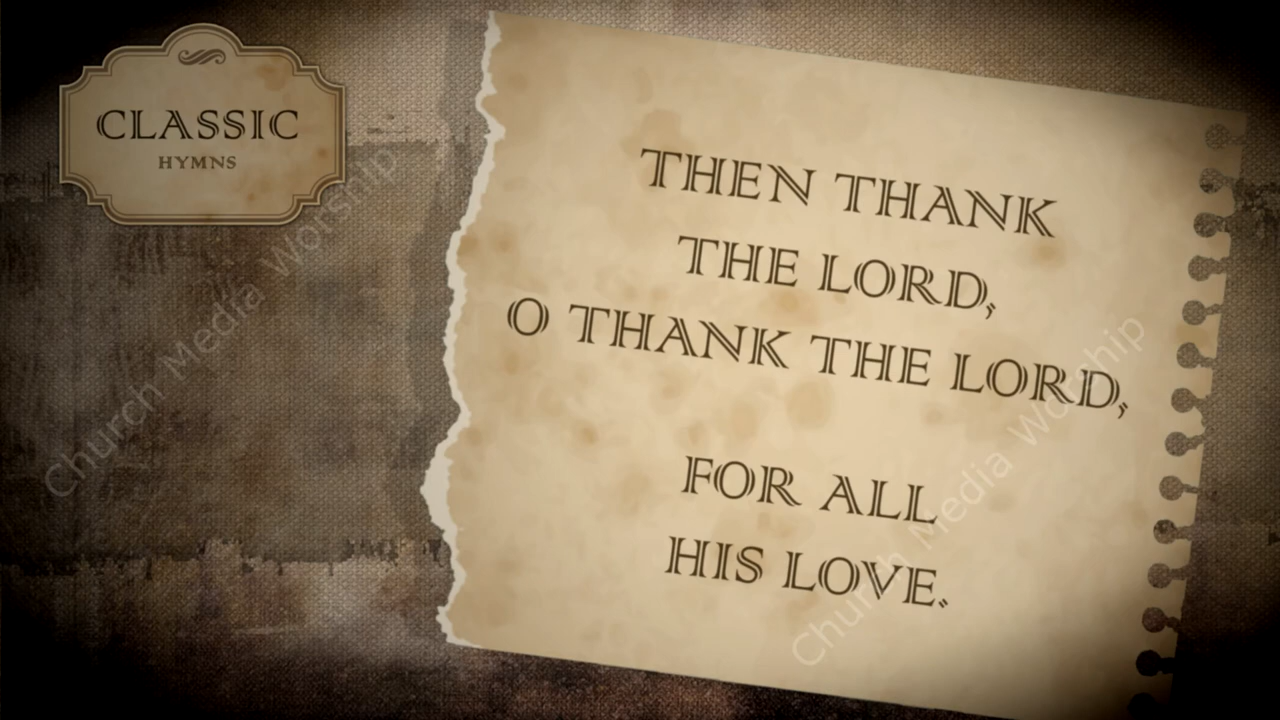 CLASSIC
HYMNS
THEN THANK
THE LORD,
O THANK THE LORD,
FOR ALL
HIS LOVE.
Church Media Worship
Church Media Worship